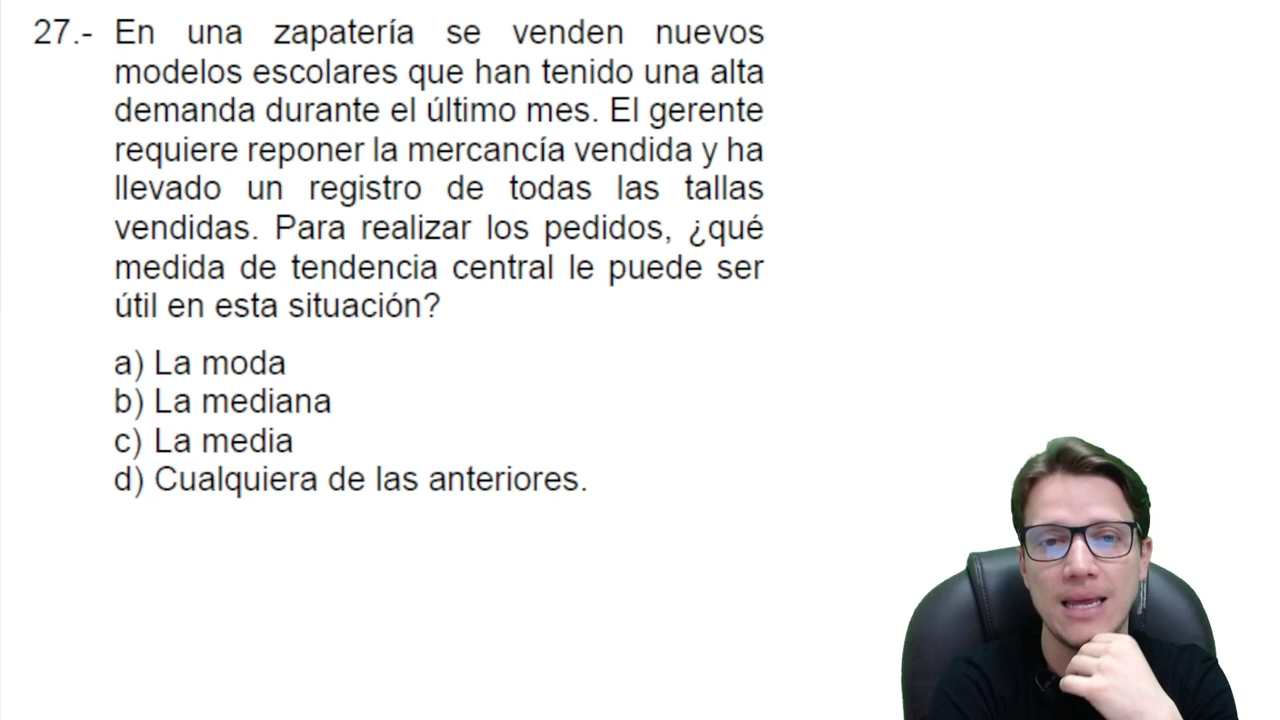 27.- En una zapatería se venden nuevos
modelos escolares que han tenido una alta
demanda durante el último mes. El gerente
requiere reponer la mercancía vendida y ha
llevado un registro de todas las tallas
vendidas. Para realizar los pedidos, ¿qué
medida de tendencia central le puede ser
útil en esta situación?
a) La moda
b) La mediana
c) La media
d) Cualquiera de las anteriores.